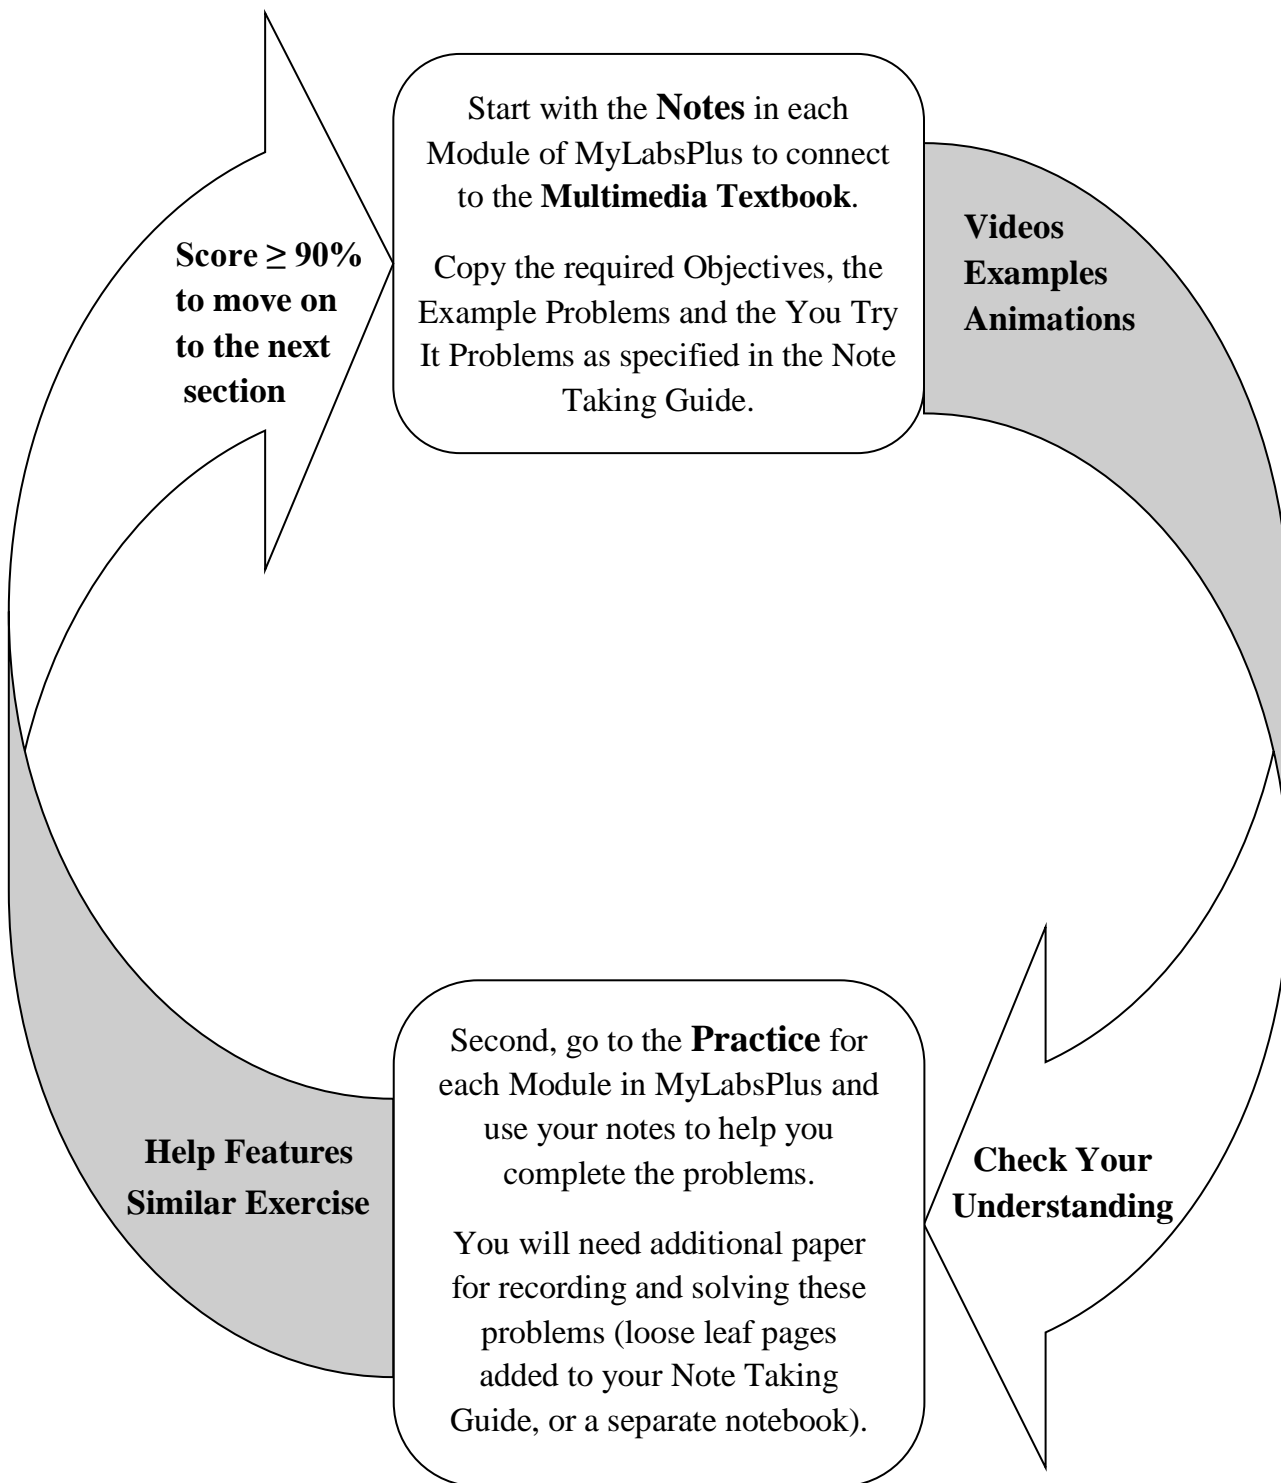 Start with the Notes in each
Module of MyLabsPlus to connect
to the Multimedia Textbook.
Copy the required Objectives, the
Example Problems and the You Try
It Problems as specified in the Note
Taking Guide.
Videos
Examples
Animations
Check Your
Understanding
Second, go to the Practice for
each Module in MyLabsPlus and
use your notes to help you
complete the problems.
You will need additional paper
for recording and solving these
problems (loose leaf pages
added to your Note Taking
Guide, or a separate notebook).
Help Features
Similar Exercise
Score ≥ 90%
to move on
to the next
section